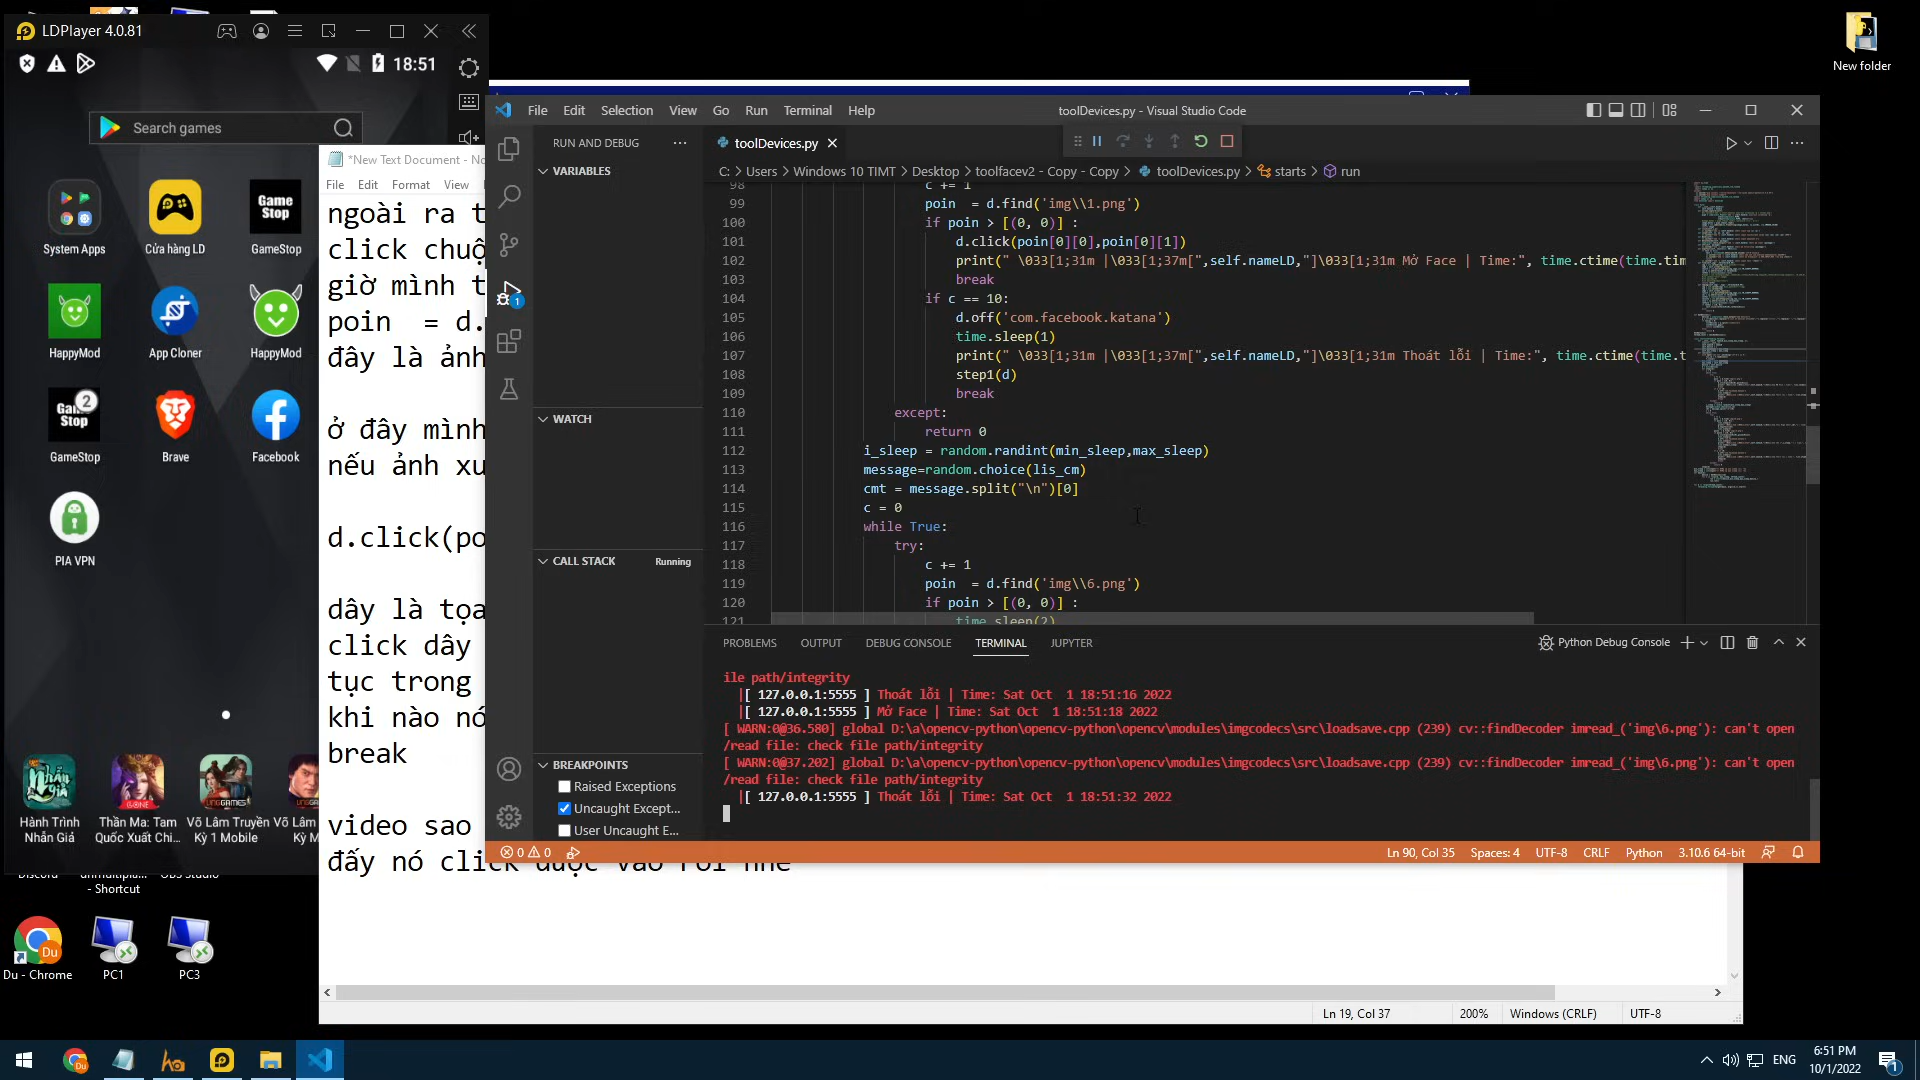 LDPlayer 4.0.81
18:51
Search games
System Apps
Cửa hàng LD
GameStop
HappyMod
App Cloner
HappyMod
2
GameStop
Brave
Facebook
PIA VPN
Hành Trình
Nhẫn Giả
Thần Ma: Tam
Quốc Xuất Chi...
Võ Lâm Truyền
Kỳ 1 Mobile
Võ Lâm
Kỳ M
Discord
- Shortcut
OBS Studio
Du - Chrome
PC1
PC3
New folder
*New Text Document - No
File Edit Format View
ngoài ra t
click chuộ
giờ mình t
poin  = d.
đây là ảnh
ở đây mình
nếu ảnh xu
d.click(po
dây là tọa
click dây
tục trong
khi nào nó
break
video sao
đấy nó click được vào rồi nhé
Ln 19, Col 37
200%
Windows (CRLF)
UTF-8
File Edit Selection View Go Run Terminal Help
toolDevices.py - Visual Studio Code
RUN AND DEBUG
VARIABLES
WATCH
CALL STACK
Running
BREAKPOINTS
Raised Exceptions
Uncaught Except...
User Uncaught E...
1
toolDevices.py
C: > Users > Windows 10 TIMT > Desktop > toolfacev2 - Copy - Copy > toolDevices.py > starts > run
98 c += 1
99 poin  = d.find('img\\1.png')
100 if poin > [(0, 0)] :
101 d.click(poin[0][0],poin[0][1])
102 print(" \033[1;31m |\033[1;37m[",self.nameLD,"]\033[1;31m Mở Face | Time:", time.ctime(time.tim
103 break
104 if c == 10:
105 d.off('com.facebook.katana')
106 time.sleep(1)
107 print(" \033[1;31m |\033[1;37m[",self.nameLD,"]\033[1;31m Thoát lỗi | Time:", time.ctime(time.t
108 step1(d)
109 break
110 except:
111 return 0
112 i_sleep = random.randint(min_sleep,max_sleep)
113 message=random.choice(lis_cm)
114 cmt = message.split("\n")[0]
115 c = 0
116 while True:
117 try:
118 c += 1
119 poin  = d.find('img\\6.png')
120 if poin > [(0, 0)] :
121 time.sleep(2)
PROBLEMS OUTPUT DEBUG CONSOLE TERMINAL JUPYTER
Python Debug Console
ile path/integrity
|[ 127.0.0.1:5555 ] Thoát lỗi | Time: Sat Oct  1 18:51:16 2022
|[ 127.0.0.1:5555 ] Mở Face | Time: Sat Oct  1 18:51:18 2022
[ WARN:0@36.580] global D:\a\opencv-python\opencv-python\opencv\modules\imgcodecs\src\loadsave.cpp (239) cv::findDecoder imread_('img\6.png'): can't open
/read file: check file path/integrity
[ WARN:0@37.202] global D:\a\opencv-python\opencv-python\opencv\modules\imgcodecs\src\loadsave.cpp (239) cv::findDecoder imread_('img\6.png'): can't open
/read file: check file path/integrity
|[ 127.0.0.1:5555 ] Thoát lỗi | Time: Sat Oct  1 18:51:32 2022
0 0
Ln 90, Col 35
Spaces: 4
UTF-8
CRLF
Python
3.10.6 64-bit
ENG
6:51 PM
10/1/2022
1